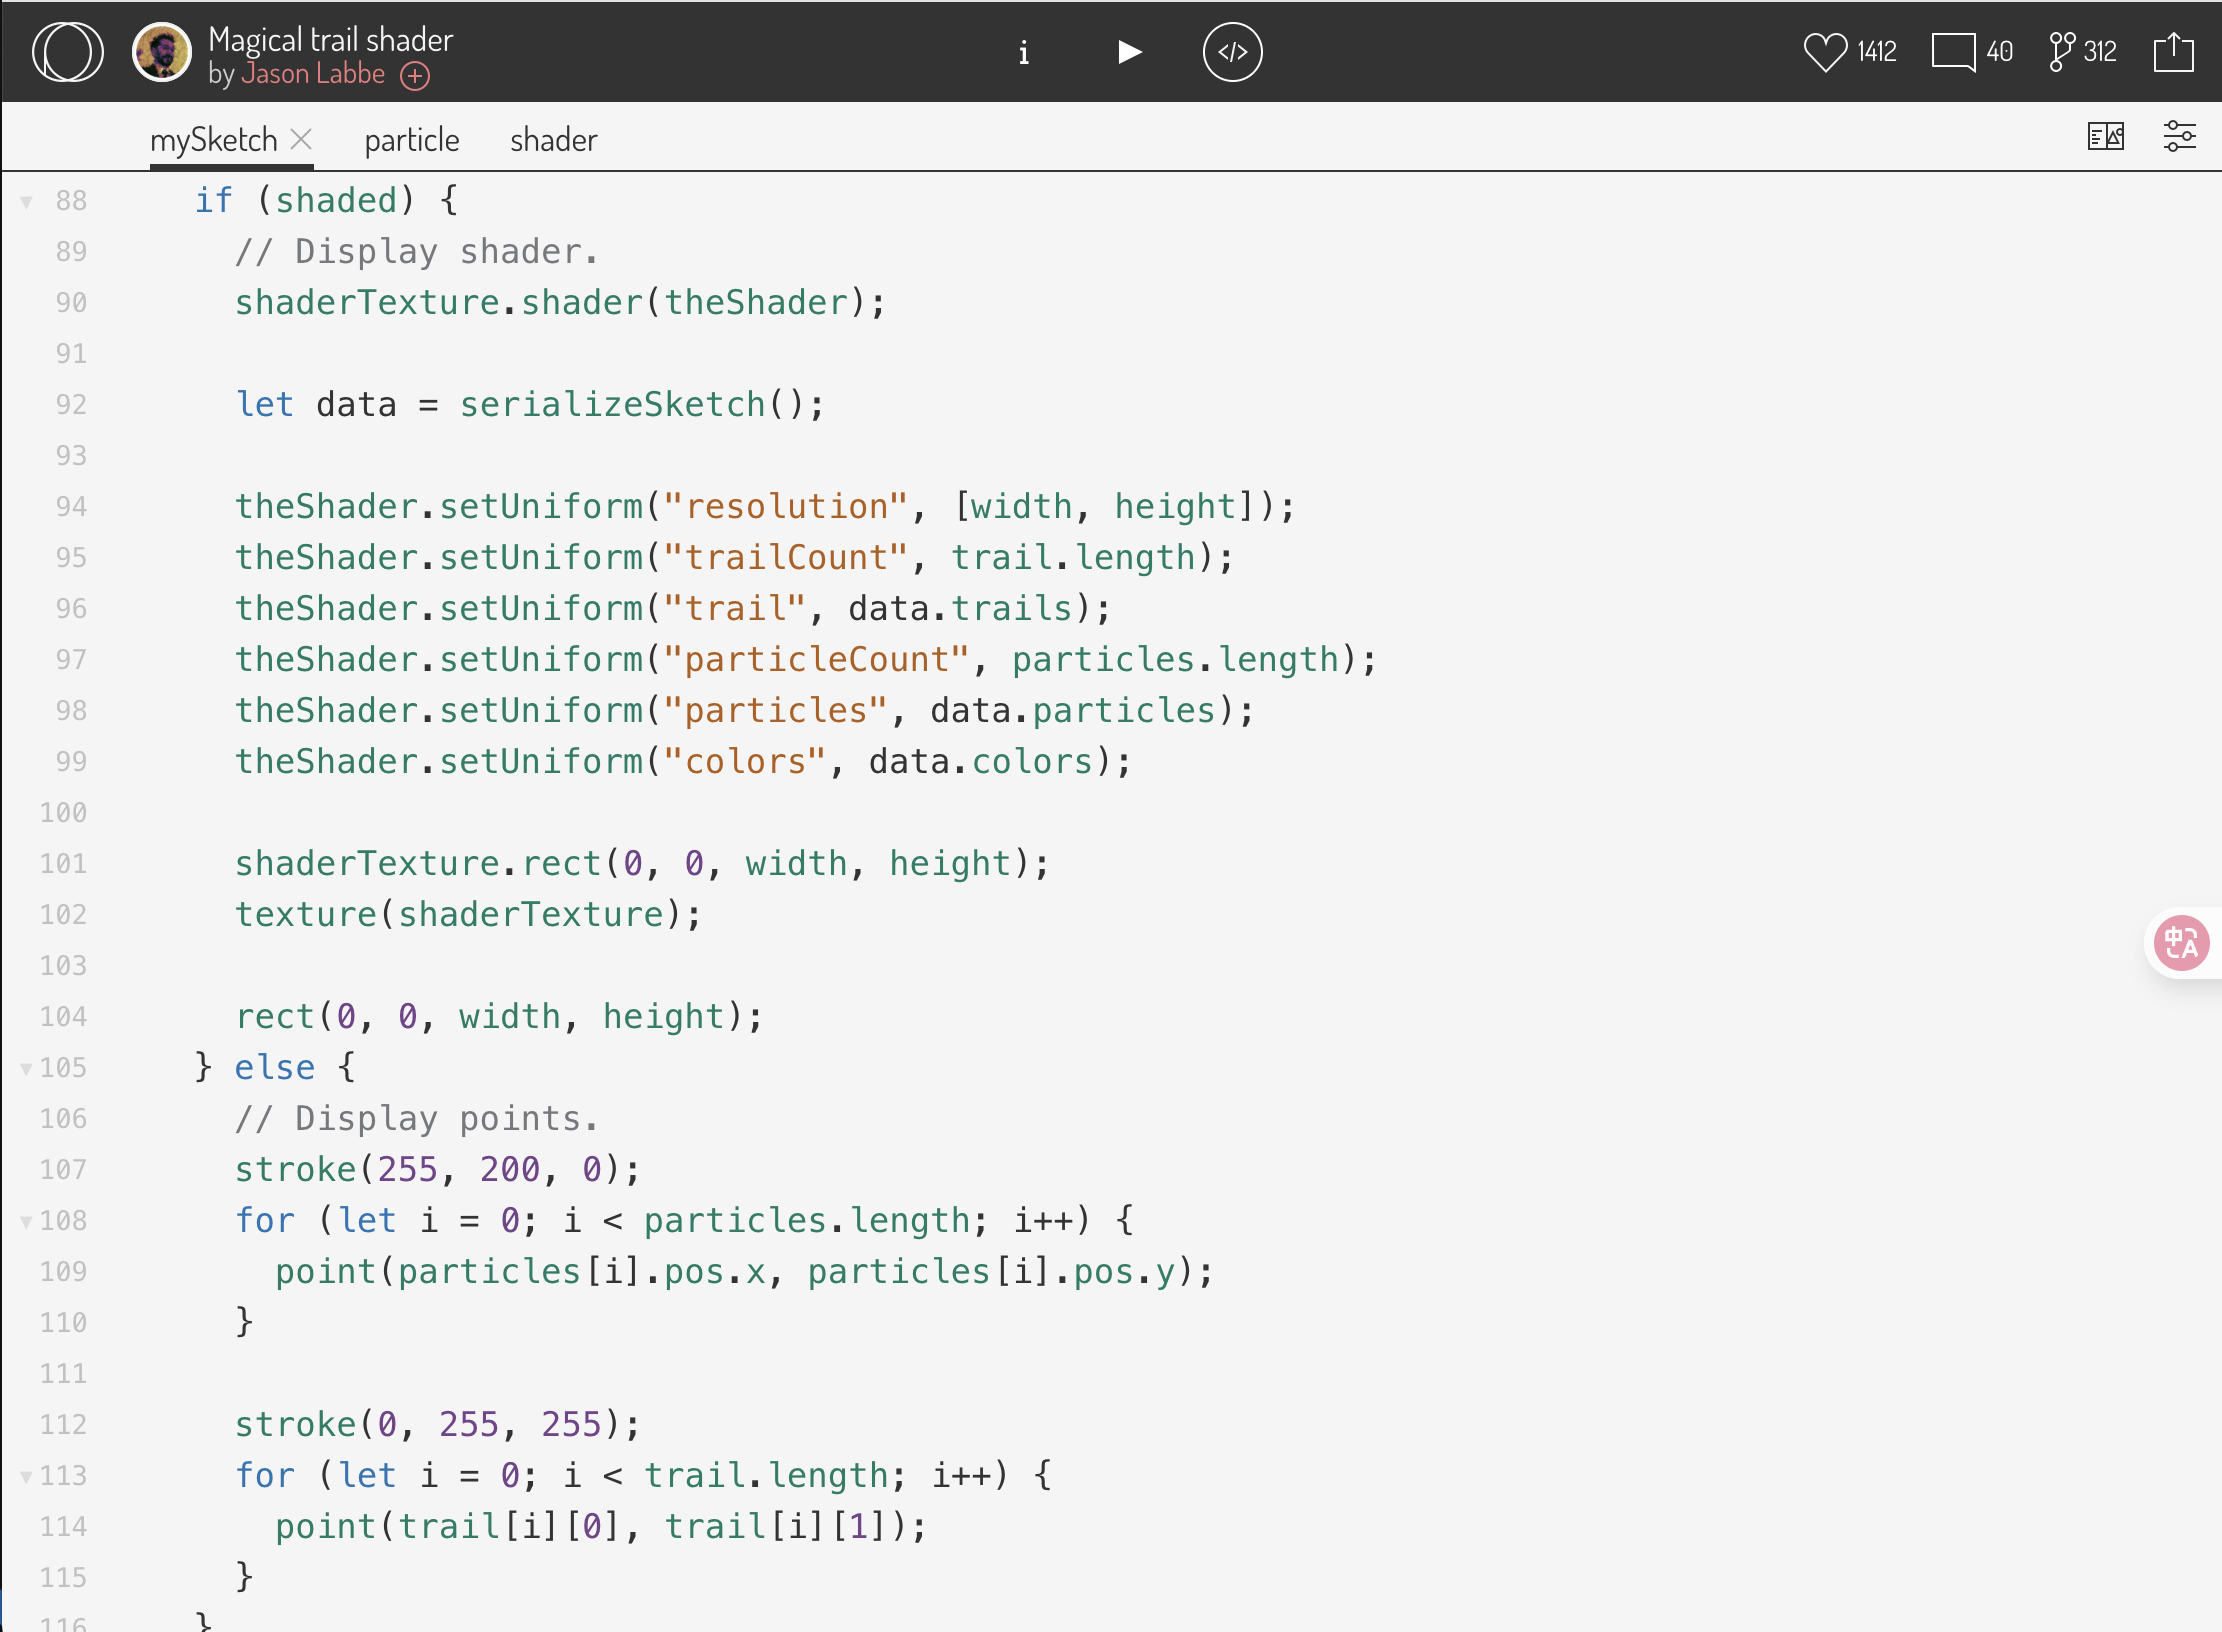 Magical trail shader
by Jason Labbe
i
</>
1412
40
312
mySketch
particle
shader
88 if (shaded) {
89 // Display shader.
90 shaderTexture.shader(theShader);
91
92 let data = serializeSketch();
93
94 theShader.setUniform("resolution", [width, height]);
95 theShader.setUniform("trailCount", trail.length);
96 theShader.setUniform("trail", data.trails);
97 theShader.setUniform("particleCount", particles.length);
98 theShader.setUniform("particles", data.particles);
99 theShader.setUniform("colors", data.colors);
100
101 shaderTexture.rect(0, 0, width, height);
102 texture(shaderTexture);
103
104 rect(0, 0, width, height);
105 } else {
106 // Display points.
107 stroke(255, 200, 0);
108 for (let i = 0; i < particles.length; i++) {
109 point(particles[i].pos.x, particles[i].pos.y);
110 }
111
112 stroke(0, 255, 255);
113 for (let i = 0; i < trail.length; i++) {
114 point(trail[i][0], trail[i][1]);
115 }
116 }
中A